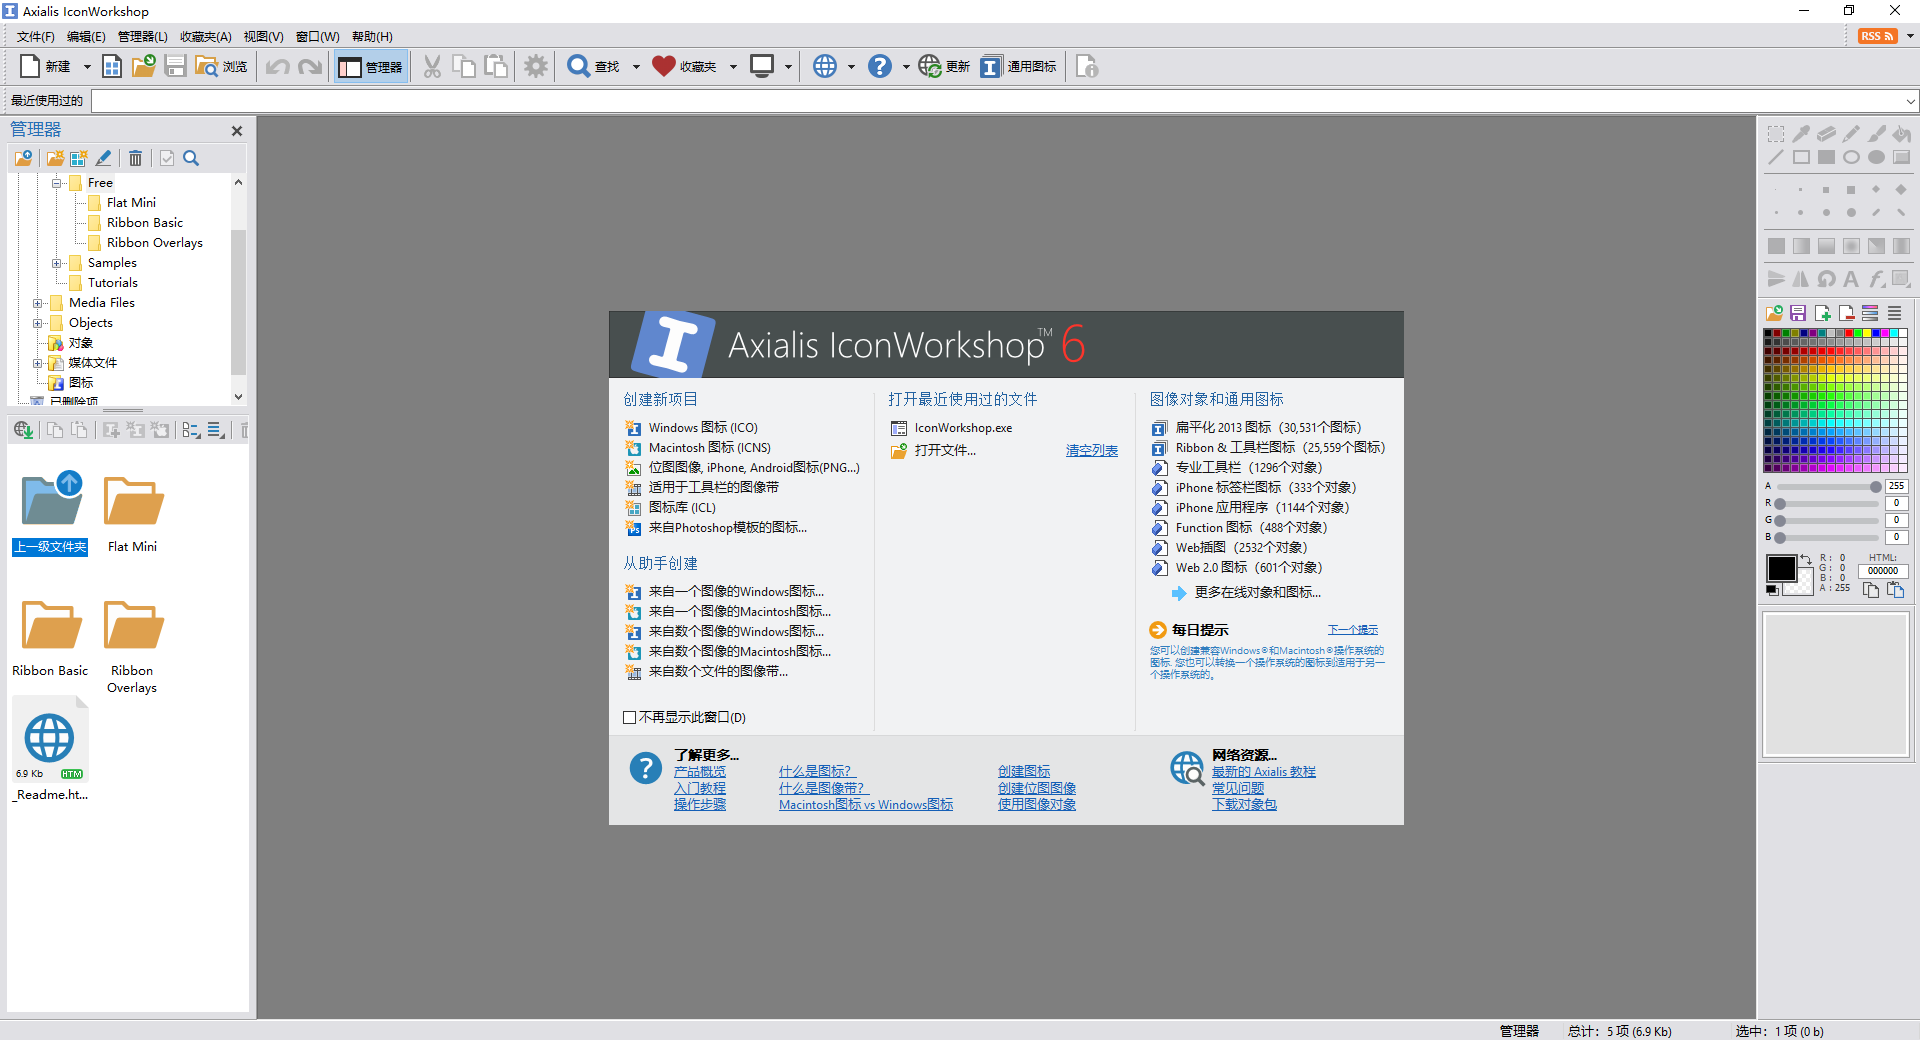 Axialis IconWorkshop
文件(F) 编辑(E) 管理器(L) 收藏夹(A) 视图(V) 窗口(W) 帮助(H)
RSS
新建 浏览 管理器 查找 收藏夹 更新 通用图标
最近使用过的
管理器
Free
Flat Mini
Ribbon Basic
Ribbon Overlays
Samples
Tutorials
Media Files
Objects
对象
媒体文件
图标
已删除项
上一级文件夹
Flat Mini
Ribbon Basic
Ribbon Overlays
6.9 Kb HTM
_Readme.ht...
Axialis IconWorkshop™ 6
创建新项目
Windows 图标 (ICO)
Macintosh 图标 (ICNS)
位图图像, iPhone, Android图标(PNG...)
适用于工具栏的图像带
图标库 (ICL)
来自Photoshop模板的图标...
从助手创建
来自一个图像的Windows图标...
来自一个图像的Macintosh图标...
来自数个图像的Windows图标...
来自数个图像的Macintosh图标...
来自数个文件的图像带...
不再显示此窗口(D)
打开最近使用过的文件
IconWorkshop.exe
打开文件... 清空列表
图像对象和通用图标
扁平化 2013 图标 (30,531个图标)
Ribbon & 工具栏图标 (25,559个图标)
专业工具栏 (1296个对象)
iPhone 标签栏图标 (333个对象)
iPhone 应用程序 (1144个对象)
Function 图标 (488个对象)
Web插图 (2532个对象)
Web 2.0 图标 (601个对象)
更多在线对象和图标...
每日提示 下一个提示
您可以创建兼容Windows®和Macintosh®操作系统的
图标. 您也可以转换一个操作系统的图标到适用于另一
个操作系统的。
了解更多...
产品概览 什么是图标? 创建图标
入门教程 什么是图像带? 创建位图图像
操作步骤 Macintosh图标 vs Windows图标 使用图像对象
网络资源...
最新的 Axialis 教程
常见问题
下载对象包
A 255
R 0
G 0
B 0
R: 0
G: 0
B: 0
A: 255
HTML:
000000
管理器 总计: 5 项 (6.9 Kb) 选中: 1 项 (0 b)